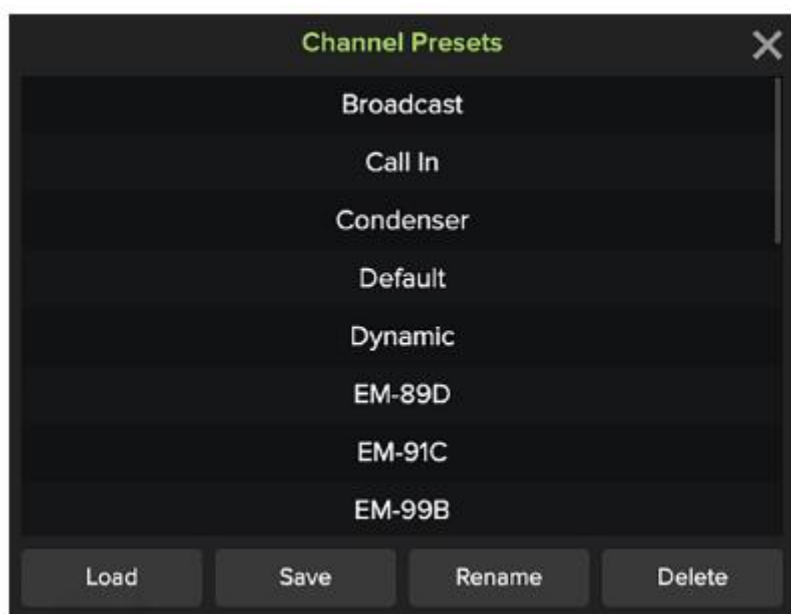 Channel Presets
Broadcast
Call In
Condenser
Default
Dynamic
EM-89D
EM-91C
EM-99B
Load Save Rename Delete